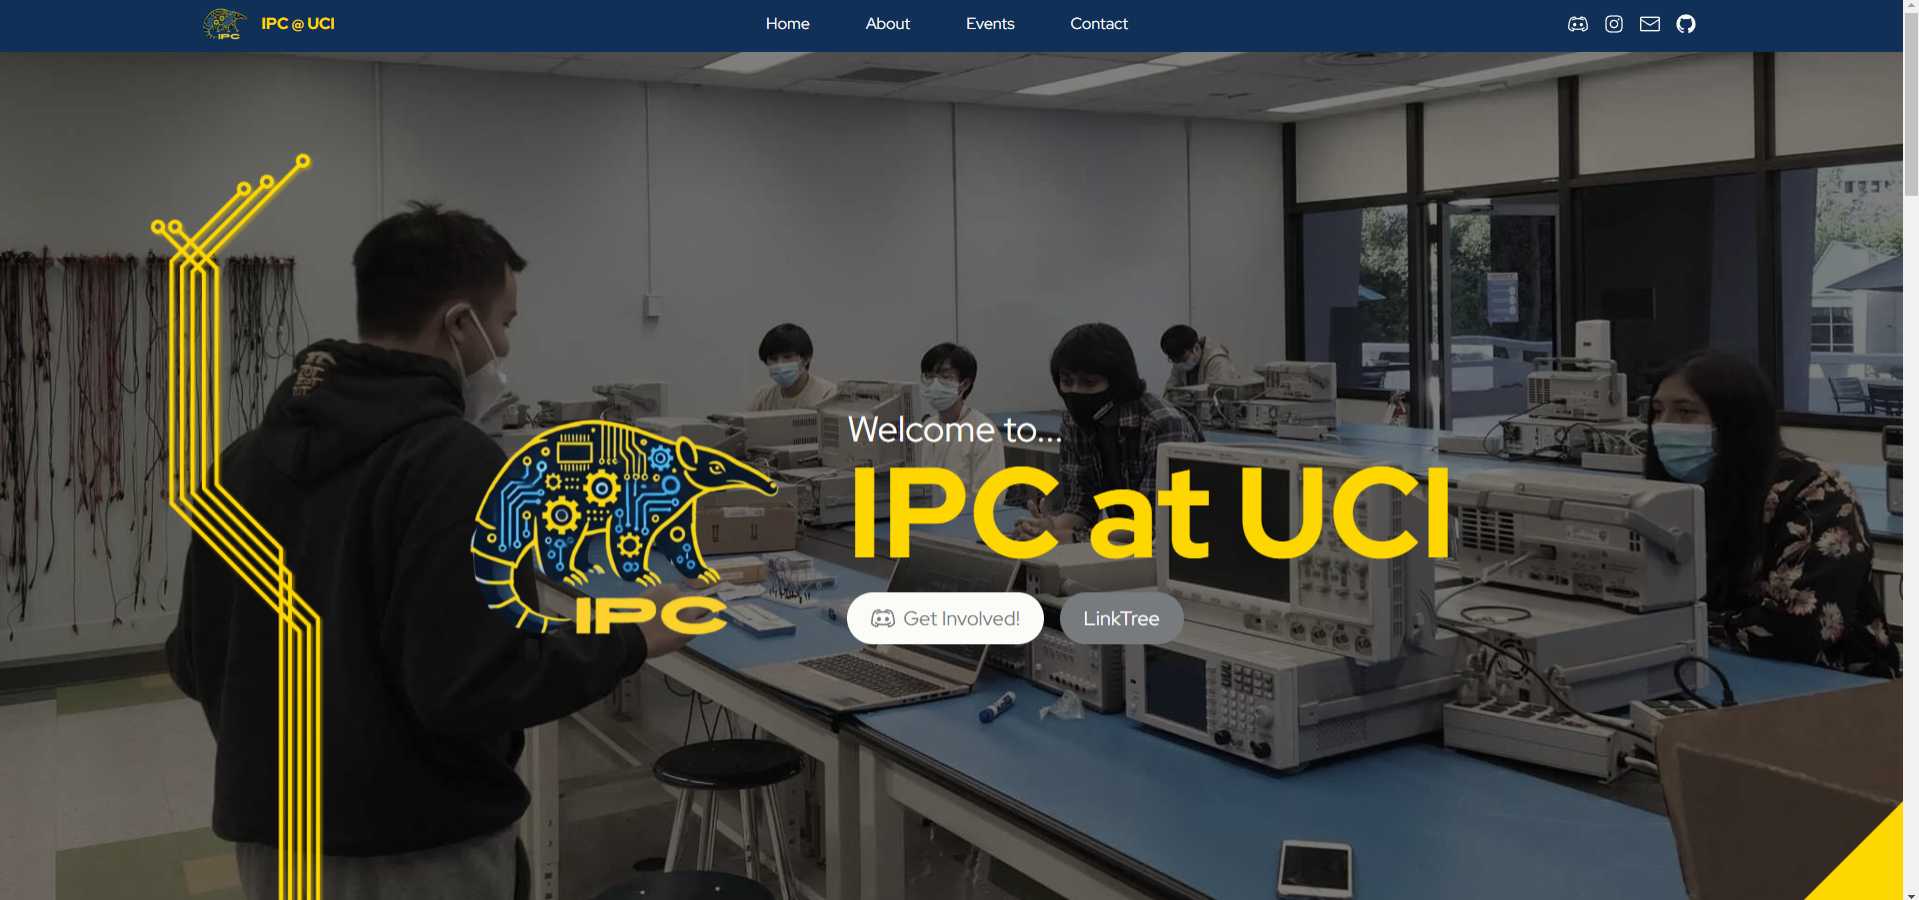 IPC
IPC @ UCI
Home
About
Events
Contact
Welcome to...
IPC at UCI
IPC
Get Involved!
LinkTree